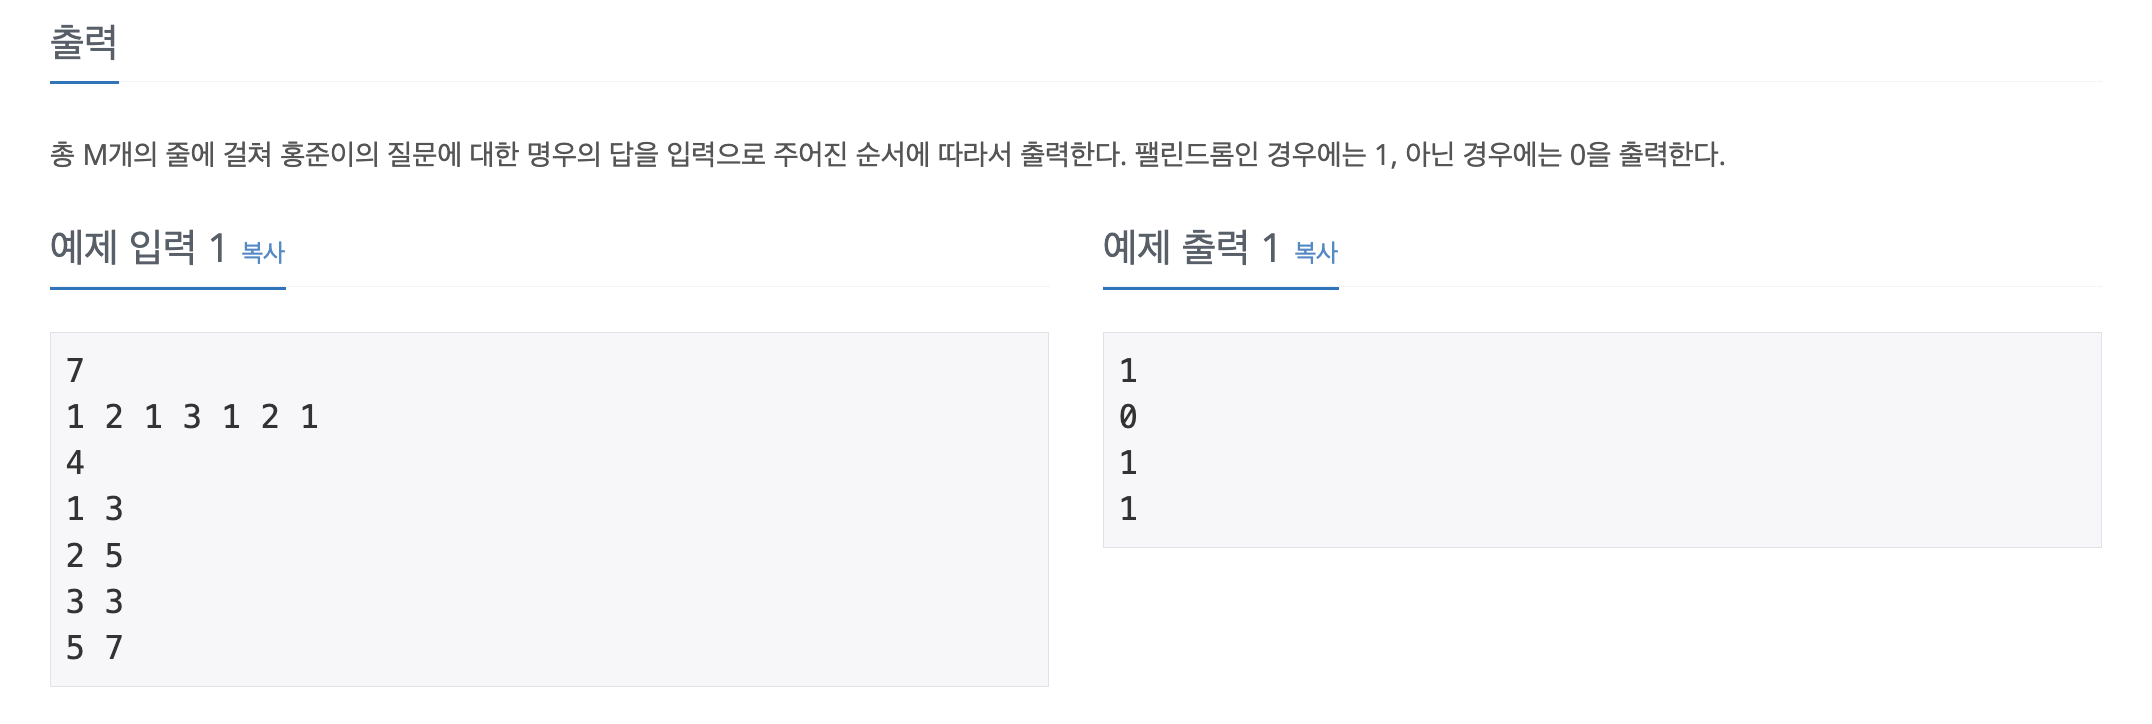 출력
총 M개의 줄에 걸쳐 홍준이의 질문에 대한 명우의 답을 입력으로 주어진 순서에 따라서 출력한다. 팰린드롬인 경우에는 1, 아닌 경우에는 0을 출력한다.
예제 입력 1 복사
7
1 2 1 3 1 2 1
4
1 3
2 5
3 3
5 7
예제 출력 1 복사
1
0
1
1